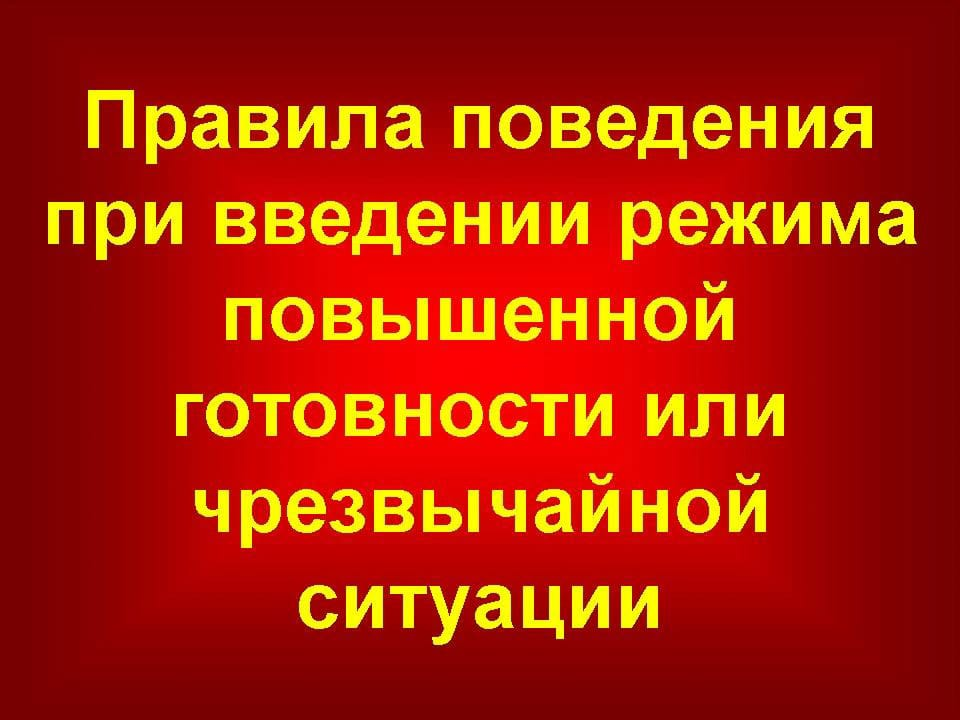 Правила поведения
при введении режима
повышенной
готовности или
чрезвычайной
ситуации